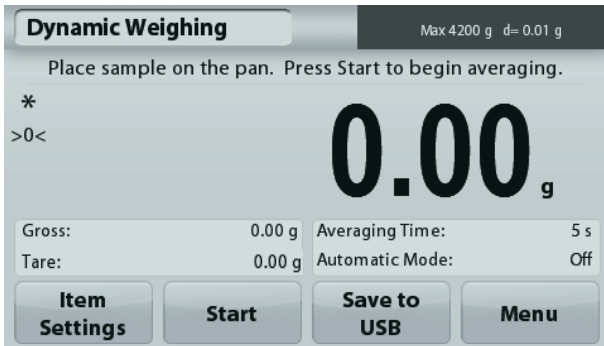 Dynamic Weighing
Max 4200 g d= 0.01 g
Place sample on the pan. Press Start to begin averaging.
*
>0<
0.00 g
Gross: 0.00 g
Tare: 0.00 g
Averaging Time: 5 s
Automatic Mode: Off
Item
Settings
Start
Save to
USB
Menu